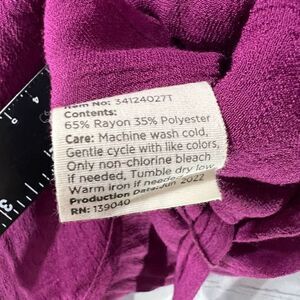 Item No: 34124027T
Contents:
65% Rayon 35% Polyester
Care: Machine wash cold,
Gentle cycle with like colors,
Only non-chlorine bleach
if needed, Tumble dry low,
Warm iron if needed
Production Date: Jun 2022
RN: 139040